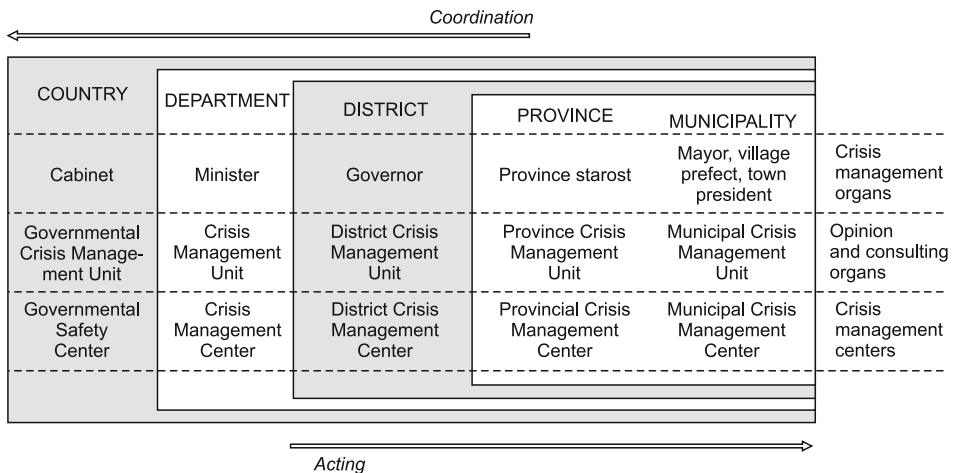 Coordination
COUNTRY
DEPARTMENT
DISTRICT
PROVINCE
MUNICIPALITY
Cabinet
Minister
Governor
Province starost
Mayor, village
prefect, town
president
Crisis
management
organs
Governmental
Crisis Manage-
ment Unit
Crisis
Management
Unit
District Crisis
Management
Unit
Province Crisis
Management
Unit
Municipal Crisis
Management
Unit
Opinion
and consulting
organs
Governmental
Safety
Center
Crisis
Management
Center
District Crisis
Management
Center
Provincial Crisis
Management
Center
Municipal Crisis
Management
Center
Crisis
management
centers
Acting